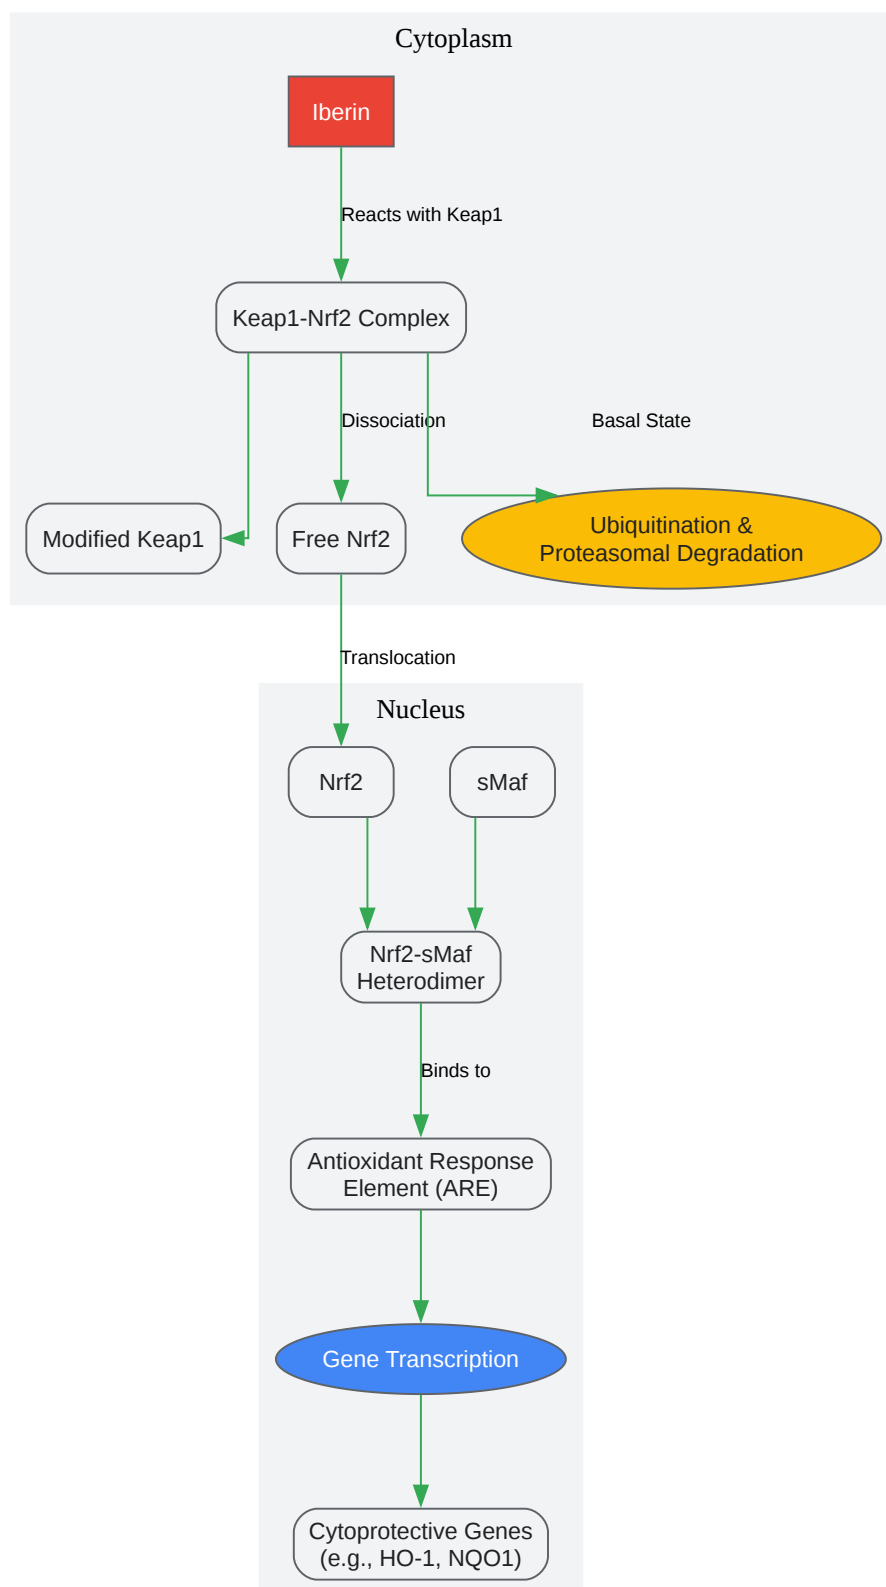 Cytoplasm
Iberin
Reacts with Keap1
Keap1-Nrf2 Complex
Dissociation
Basal State
Modified Keap1
Free Nrf2
Ubiquitination &
Proteasomal Degradation
Translocation
Nucleus
Nrf2
sMaf
Nrf2-sMaf
Heterodimer
Binds to
Antioxidant Response
Element (ARE)
Gene Transcription
Cytoprotective Genes
(e.g., HO-1, NQO1)